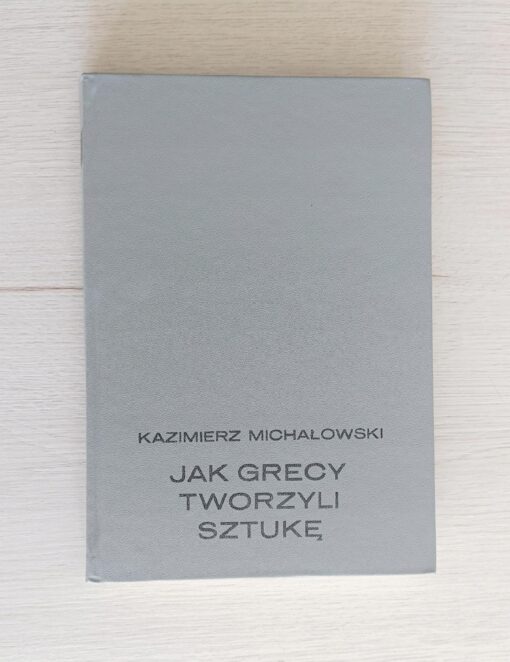 KAZIMIERZ MICHAŁOWSKI
JAK GRECY
TWORZYLI
SZTUKĘ